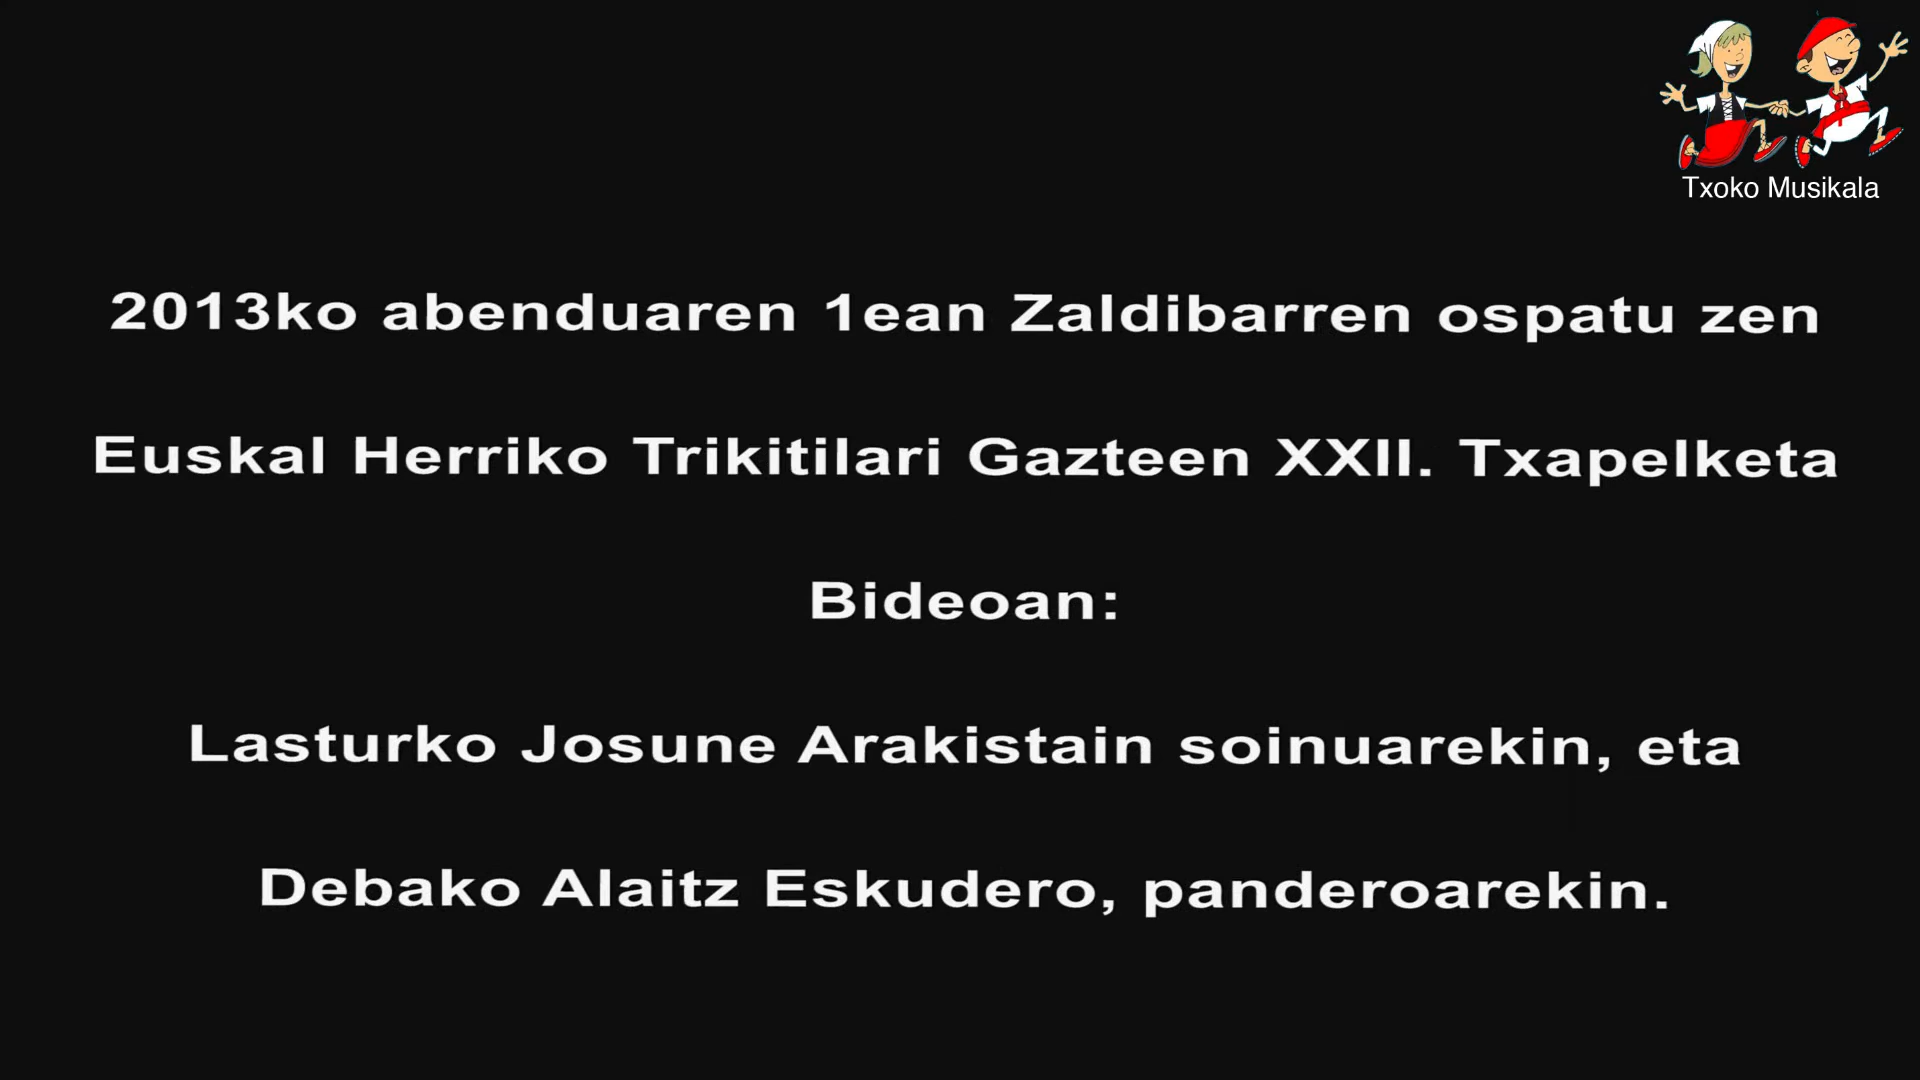 Txoko Musikala
2013ko abenduaren 1ean Zaldibarren ospatu zen
Euskal Herriko Trikitilari Gazteen XXII. Txapelketa
Bideoan:
Lasturko Josune Arakistain soinuarekin, eta
Debako Alaitz Eskudero, panderoarekin.